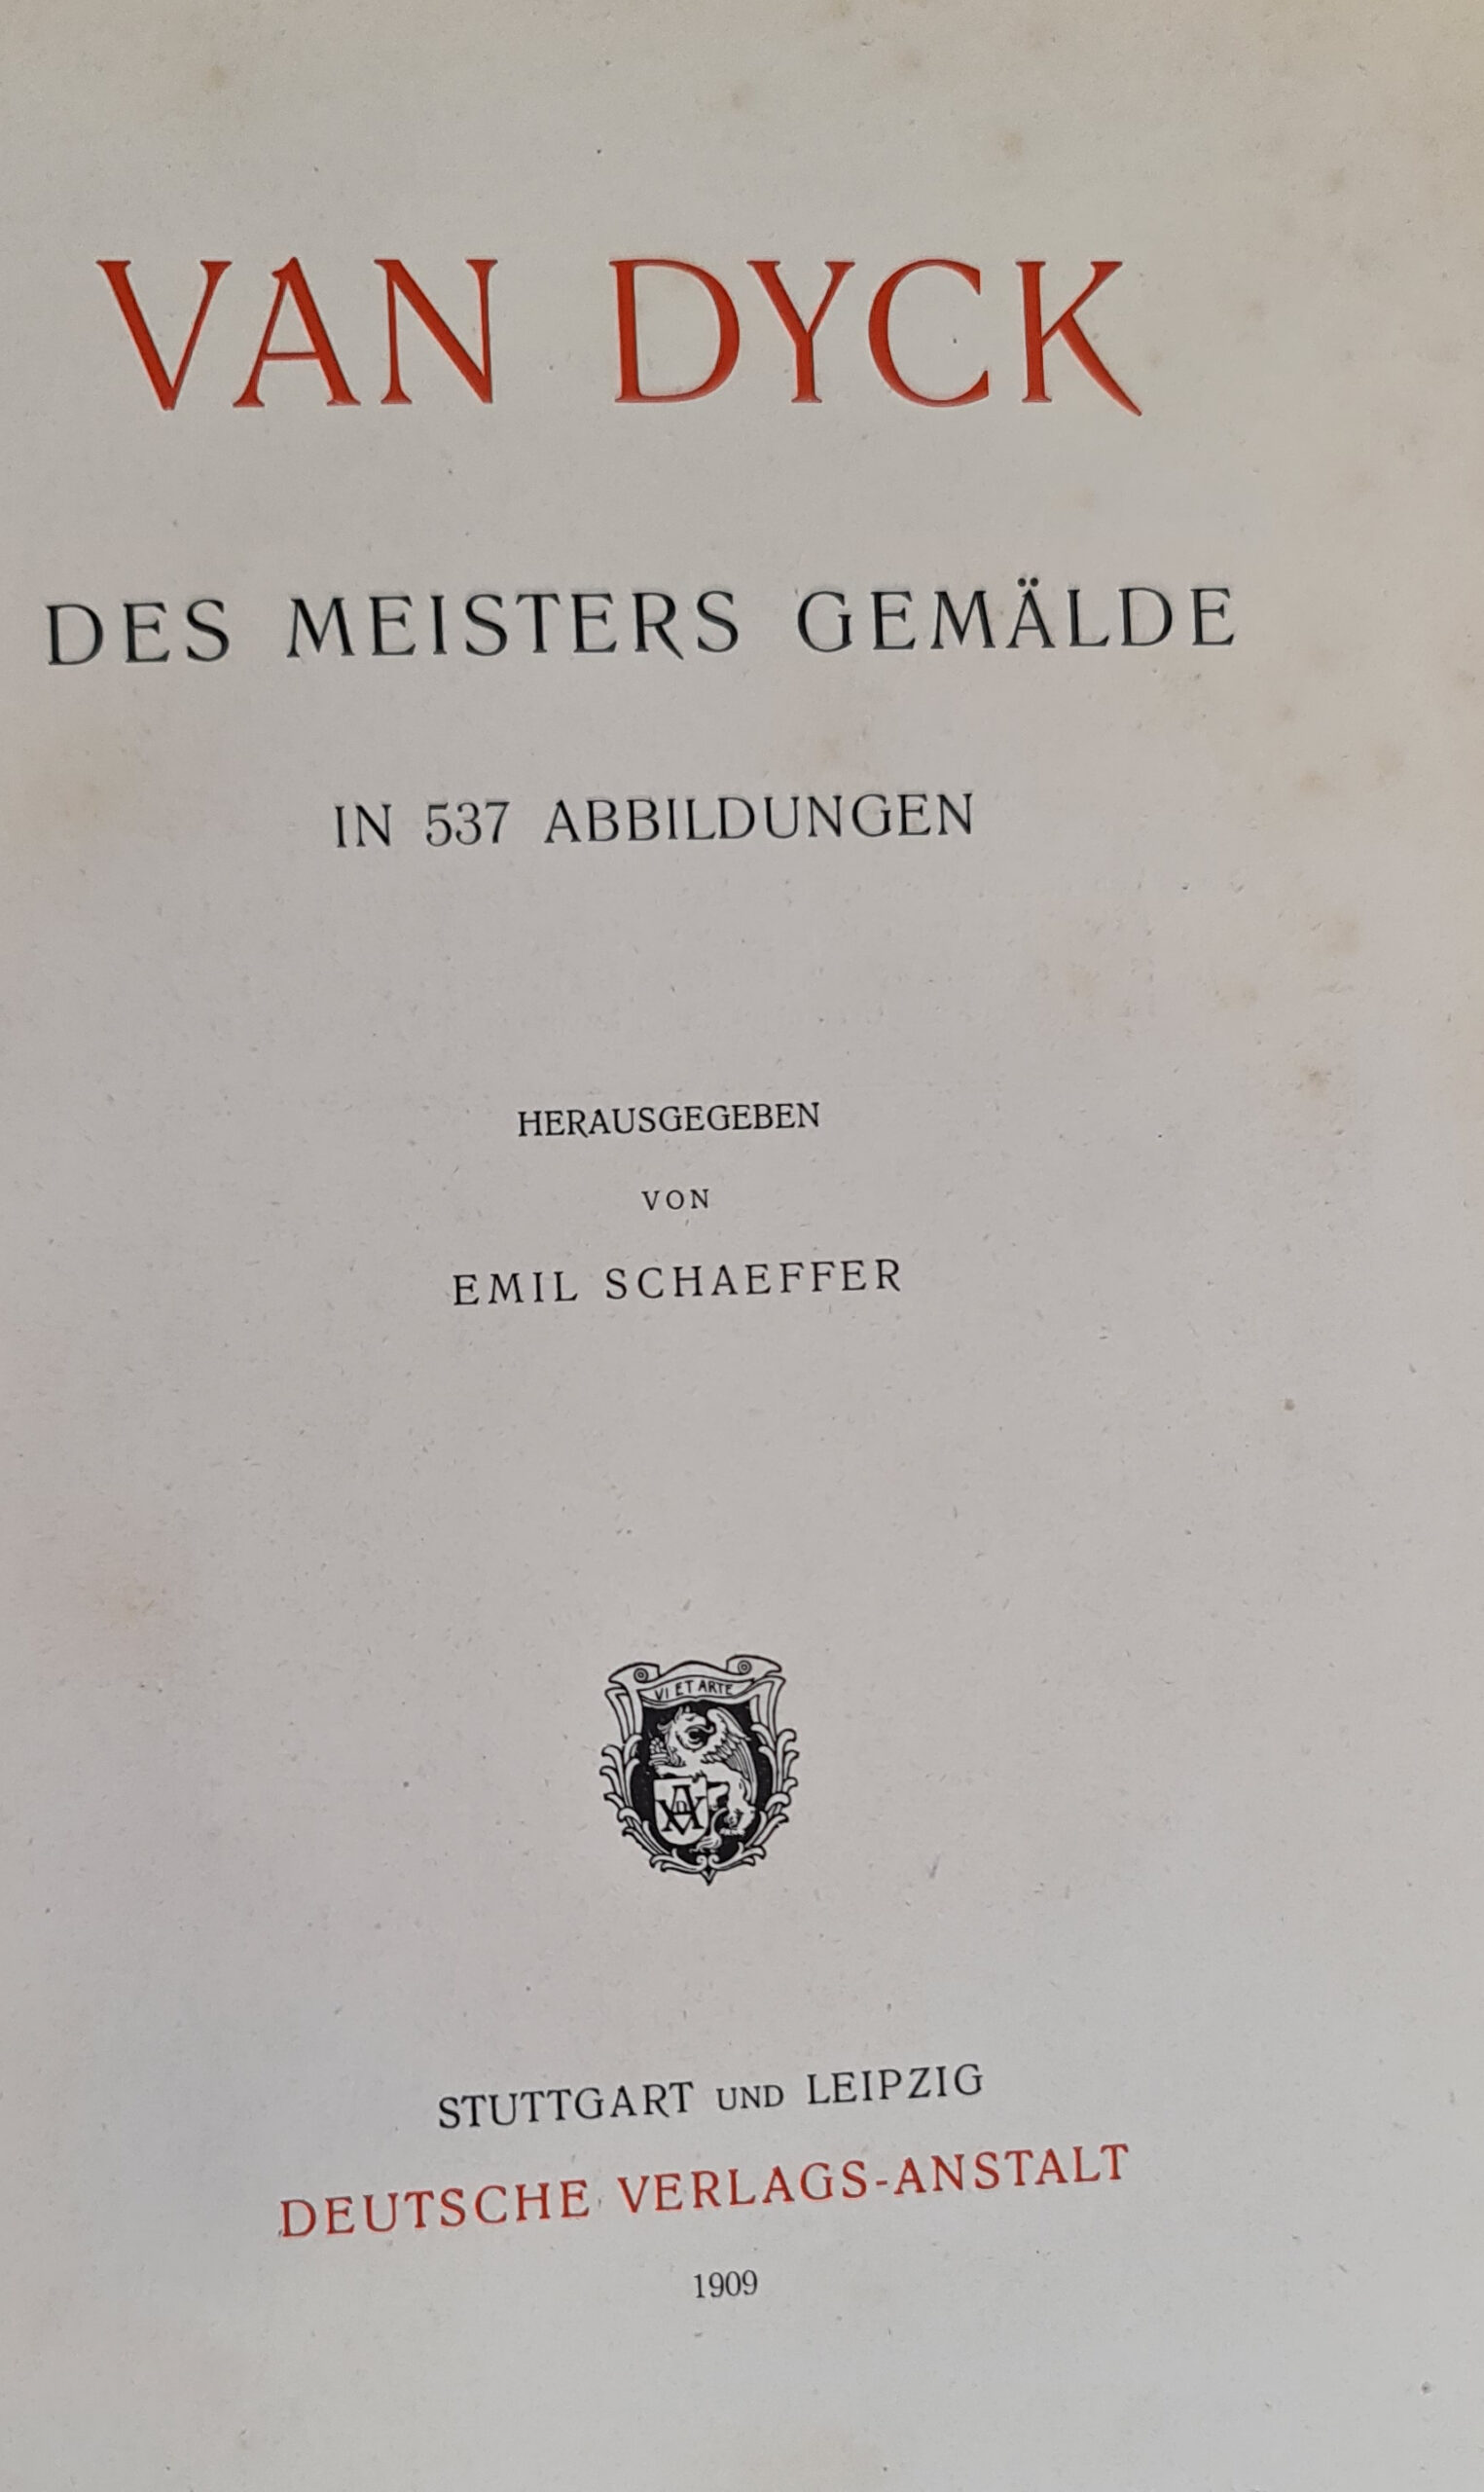 VAN DYCK
DES MEISTERS GEMÄLDE
IN 537 ABBILDUNGEN
HERAUSGEGEBEN
VON
EMIL SCHAEFFER
VI ET ARTE
STUTTGART UND LEIPZIG
DEUTSCHE VERLAGS-ANSTALT
1909